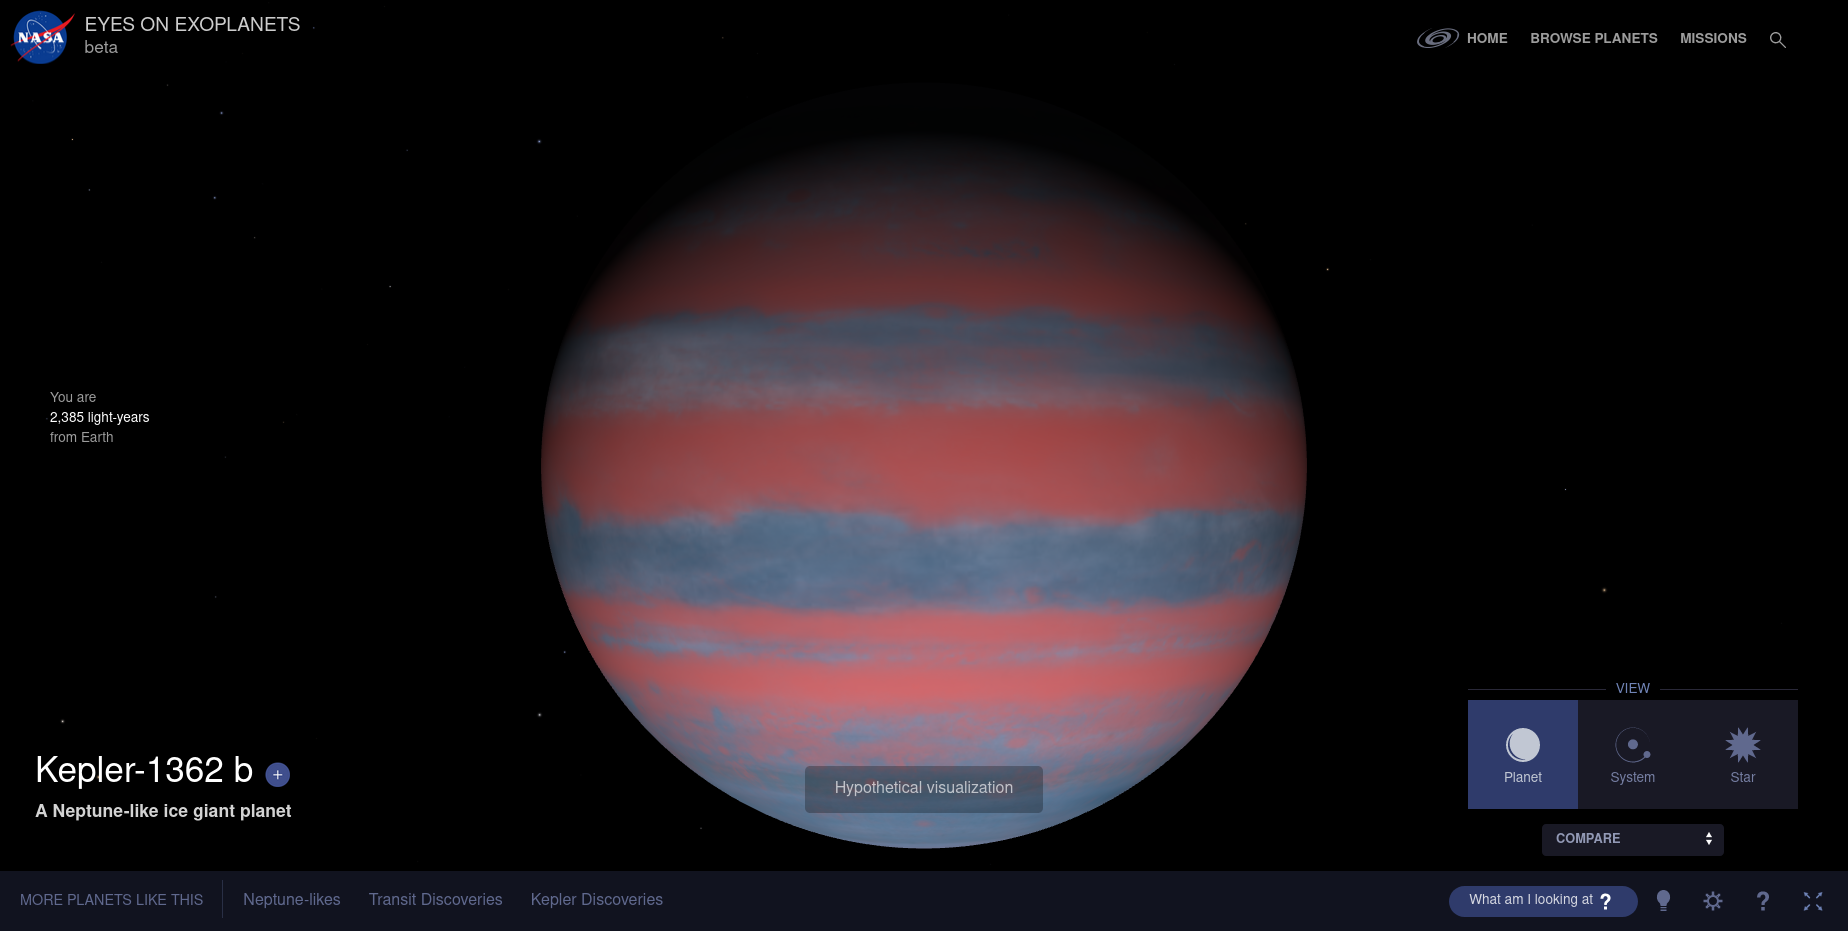 NASA
EYES ON EXOPLANETS
beta
HOME
BROWSE PLANETS
MISSIONS
You are
2,385 light-years
from Earth
Kepler-1362 b +
A Neptune-like ice giant planet
Hypothetical visualization
VIEW
Planet
System
Star
COMPARE
MORE PLANETS LIKE THIS
Neptune-likes
Transit Discoveries
Kepler Discoveries
What am I looking at ?
?